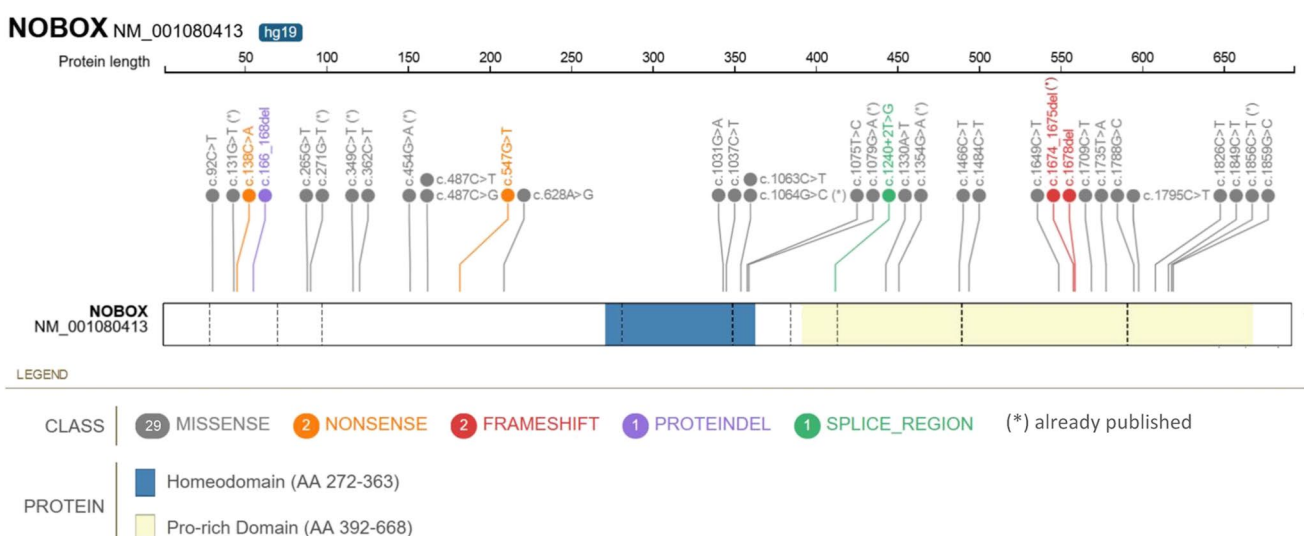 NOBOX NM_001080413 hg19
Protein length 50 100 150 200 250 300 350 400 450 500 550 600 650
c.92C>T
c.131G>T (*)
c.138C>A
c.166_168del
c.265G>T
c.271G>T (*)
c.349C>T (*)
c.362C>T
c.454G>A (*)
c.487C>T
c.487C>G
c.547G>T
c.628A>G
c.1031G>A
c.1037C>T
c.1063C>T
c.1064G>C (*)
c.1075T>C
c.1079G>A (*)
c.1240+2T>G
c.1330A>T
c.1354G>A (*)
c.1466C>T
c.1484C>T
c.1649C>T
c.1674_1675del(*)
c.1678del
c.1709C>T
c.1735T>A
c.1788G>C
c.1795C>T
c.1826C>T
c.1849C>T
c.1856C>T (*)
c.1859G>C
NOBOX
NM_001080413
LEGEND
CLASS 29 MISSENSE 2 NONSENSE 2 FRAMESHIFT 1 PROTEINDEL 1 SPLICE_REGION (*) already published
PROTEIN
Homeodomain (AA 272-363)
Pro-rich Domain (AA 392-668)